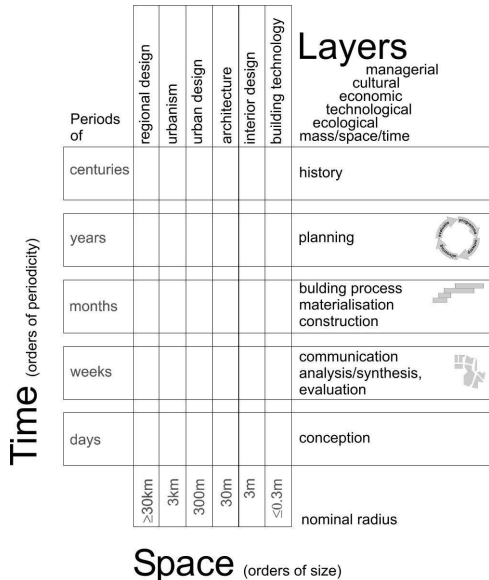 Layers
managerial
cultural
economic
technological
ecological
mass/space/time
Periods
of
regional design
urbanism
urban design
architecture
interior design
building technology
centuries
history
years
planning
months
bulding process
materialisation
construction
weeks
communication
analysis/synthesis,
evaluation
days
conception
≥30km
3km
300m
30m
3m
≤0.3m
nominal radius
Time (orders of periodicity)
Space (orders of size)